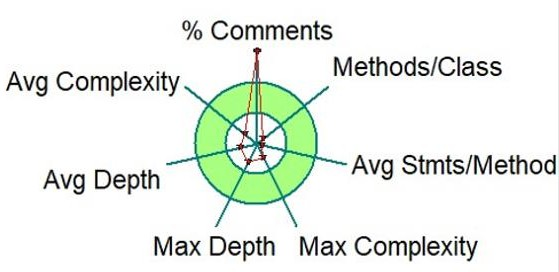 % Comments
Methods/Class
Avg Complexity
Avg Stmts/Method
Avg Depth
Max Depth
Max Complexity